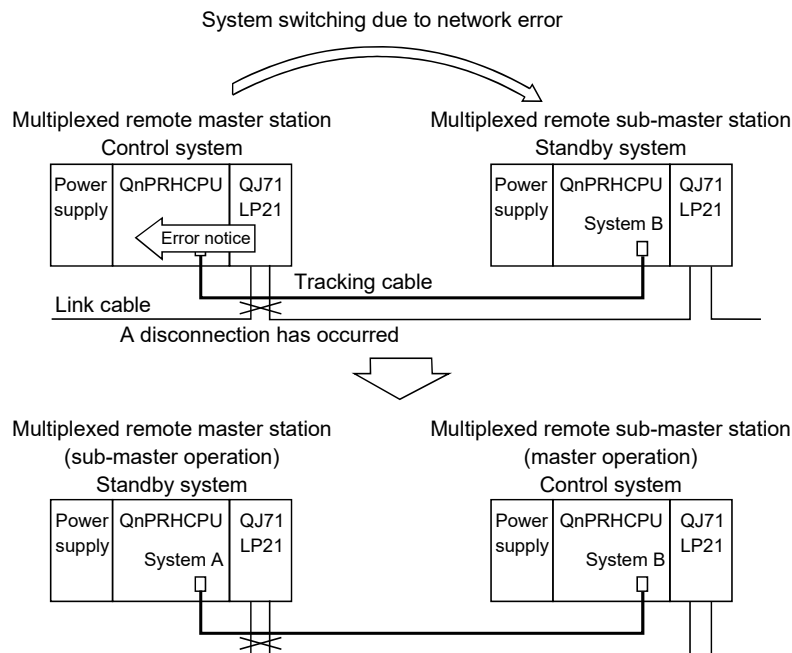 System switching due to network error
Multiplexed remote master station
Control system
Multiplexed remote sub-master station
Standby system
Power
supply
QnPRHCPU
QJ71
LP21
Error notice
Power
supply
QnPRHCPU
System B
QJ71
LP21
Tracking cable
Link cable
A disconnection has occurred
Multiplexed remote master station
(sub-master operation)
Standby system
Multiplexed remote sub-master station
(master operation)
Control system
Power
supply
QnPRHCPU
System A
QJ71
LP21
Power
supply
QnPRHCPU
System B
QJ71
LP21